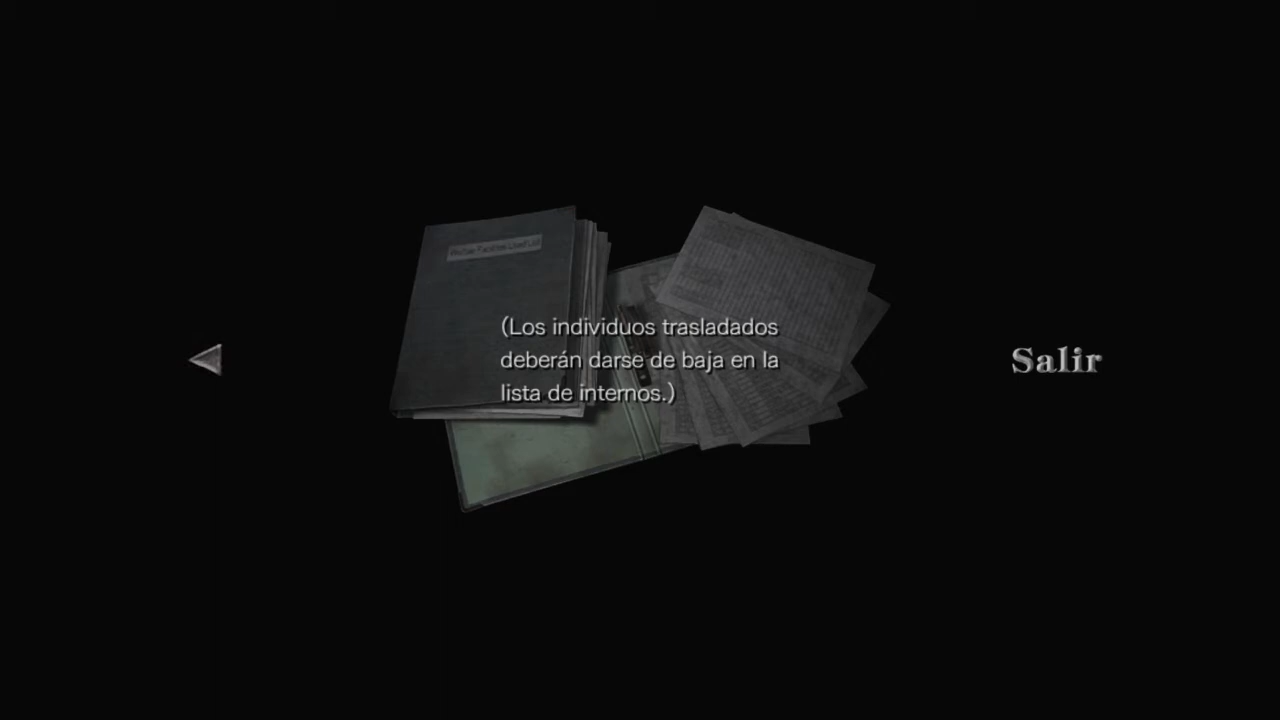 (Los individuos trasladados
deberán darse de baja en la
lista de internos.)
Salir